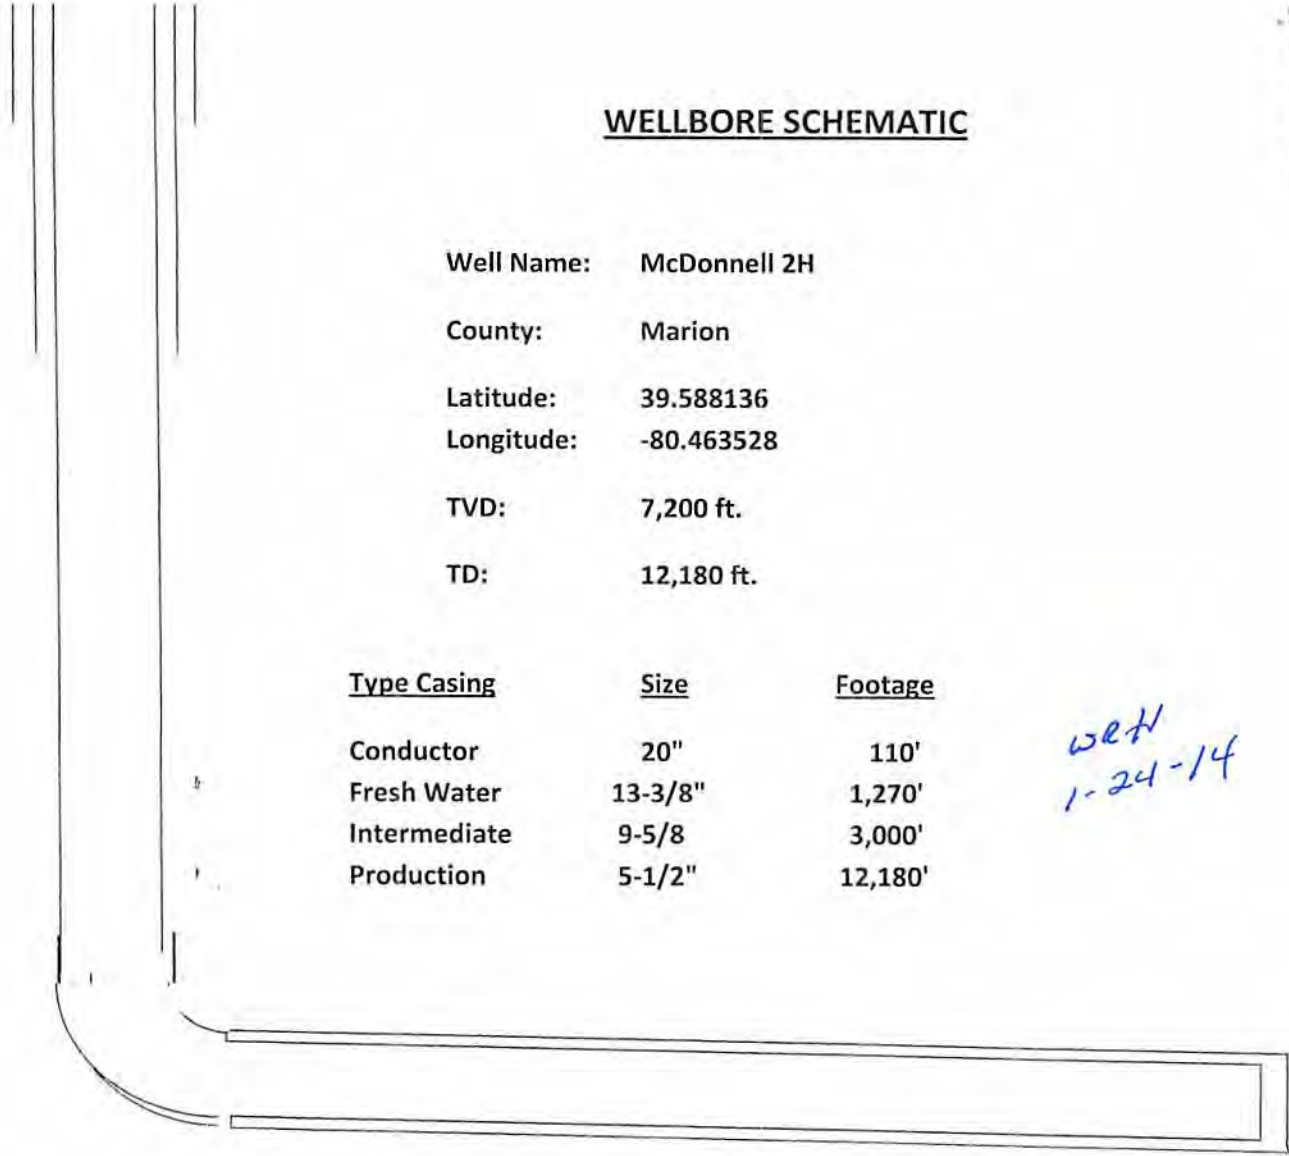 WELLBORE SCHEMATIC
Well Name: McDonnell 2H
County: Marion
Latitude: 39.588136
Longitude: -80.463528
TVD: 7,200 ft.
TD: 12,180 ft.
Type Casing Size Footage
Conductor 20" 110'
Fresh Water 13-3/8" 1,270'
Intermediate 9-5/8 3,000'
Production 5-1/2" 12,180'
1-24-14